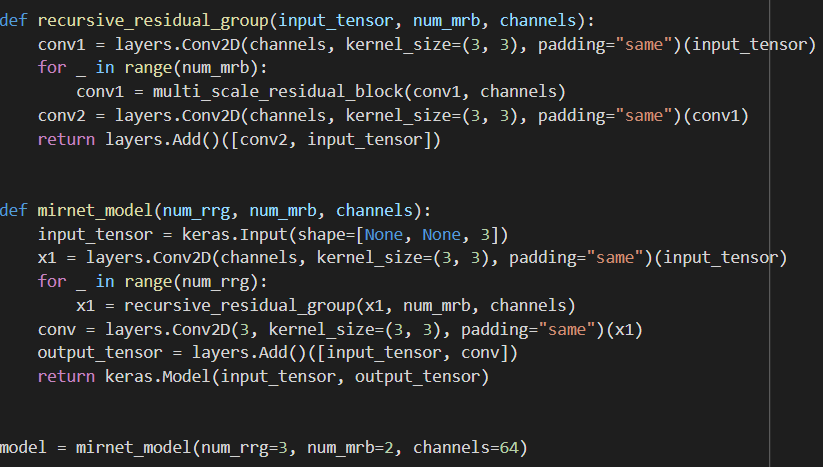 def recursive_residual_group(input_tensor, num_mrb, channels):
    conv1 = layers.Conv2D(channels, kernel_size=(3, 3), padding="same")(input_tensor)
    for _ in range(num_mrb):
        conv1 = multi_scale_residual_block(conv1, channels)
    conv2 = layers.Conv2D(channels, kernel_size=(3, 3), padding="same")(conv1)
    return layers.Add()([conv2, input_tensor])
def mirnet_model(num_rrg, num_mrb, channels):
    input_tensor = keras.Input(shape=[None, None, 3])
    x1 = layers.Conv2D(channels, kernel_size=(3, 3), padding="same")(input_tensor)
    for _ in range(num_rrg):
        x1 = recursive_residual_group(x1, num_mrb, channels)
    conv = layers.Conv2D(3, kernel_size=(3, 3), padding="same")(x1)
    output_tensor = layers.Add()([input_tensor, conv])
    return keras.Model(input_tensor, output_tensor)
model = mirnet_model(num_rrg=3, num_mrb=2, channels=64)